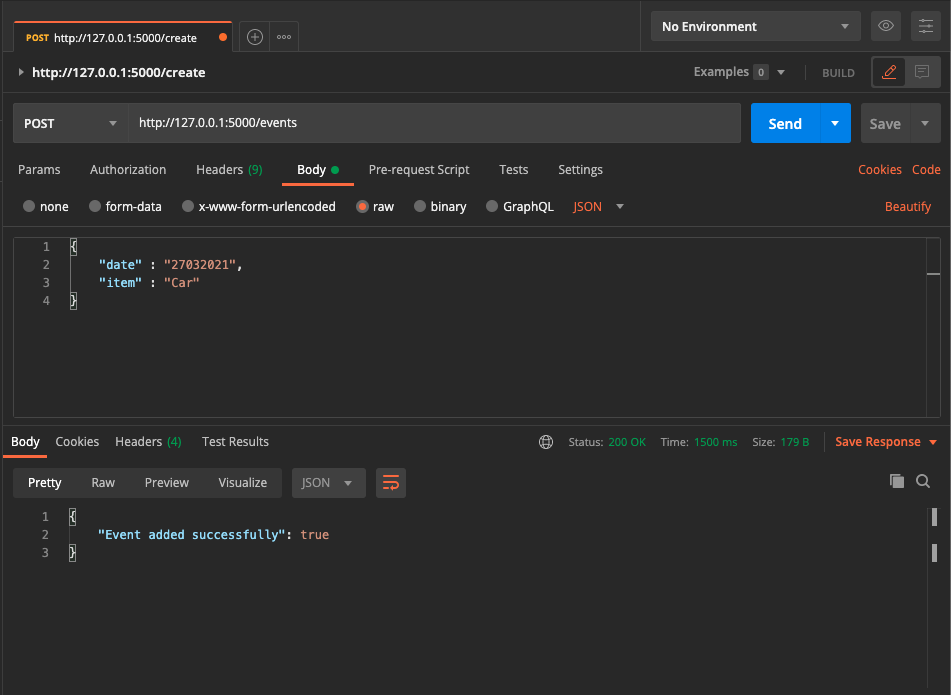 POST http://127.0.0.1:5000/create
No Environment
http://127.0.0.1:5000/create
Examples 0 BUILD
POST http://127.0.0.1:5000/events Send Save
Params Authorization Headers (9) Body Pre-request Script Tests Settings Cookies Code
none form-data x-www-form-urlencoded raw binary GraphQL JSON Beautify
1 {
2 "date" : "27032021",
3 "item" : "Car"
4 }
Body Cookies Headers (4) Test Results Status: 200 OK Time: 1500 ms Size: 179 B Save Response
Pretty Raw Preview Visualize JSON
1 {
2 "Event added successfully": true
3 }